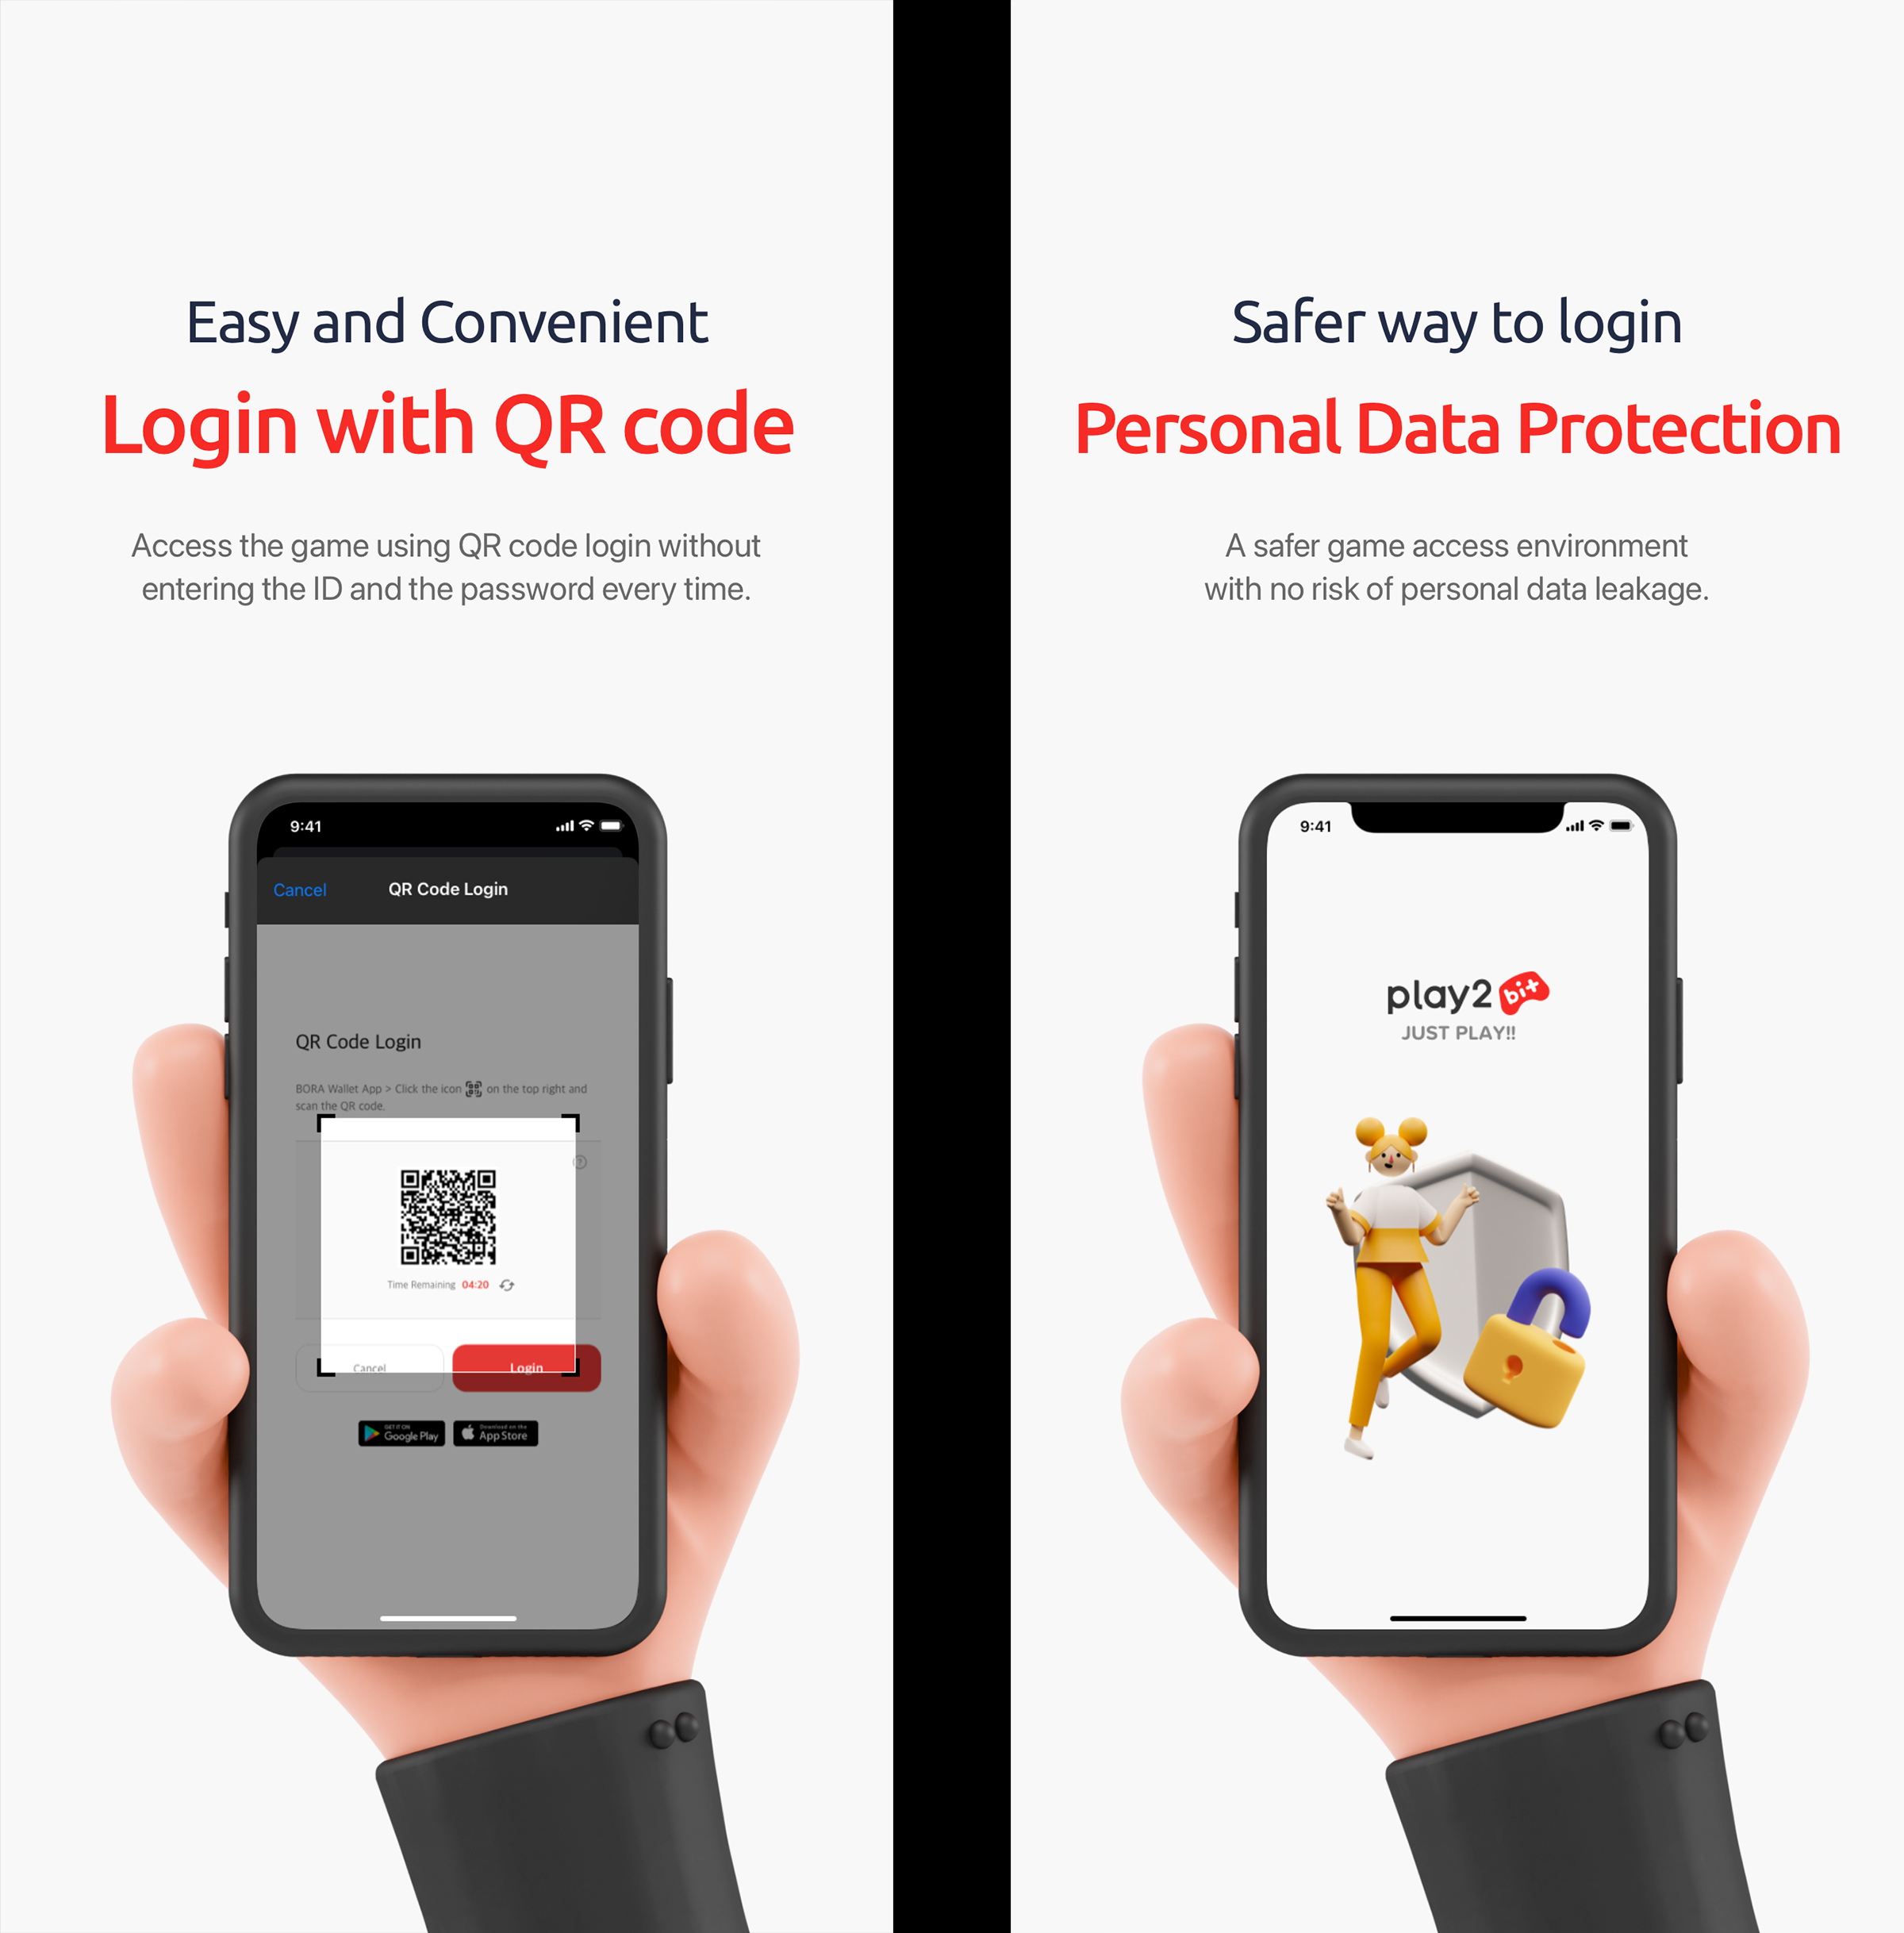 Easy and Convenient
Login with QR code
Access the game using QR code login without
entering the ID and the password every time.
9:41
Cancel
QR Code Login
QR Code Login
BORA Wallet App > Click the icon on the top right and
scan the QR code.
?
Time Remaining 04:20
Cancel
Login
GET IT ON
Google Play
Download on the
App Store
Safer way to login
Personal Data Protection
A safer game access environment
with no risk of personal data leakage.
9:41
play2 bit
JUST PLAY!!